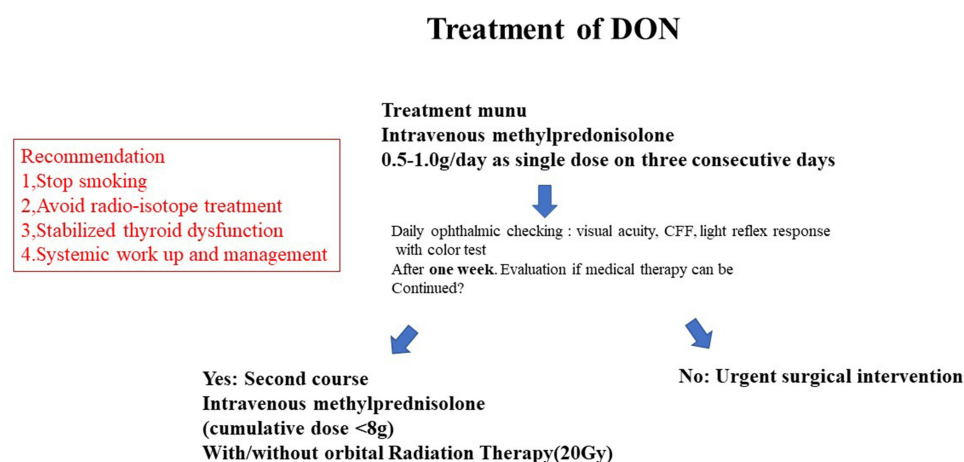 Treatment of DON
Treatment munu
Intravenous methylpredonisolone
0.5-1.0g/day as single dose on three consecutive days
Recommendation
1,Stop smoking
2,Avoid radio-isotope treatment
3,Stabilized thyroid dysfunction
4.Systemic work up and management
Daily ophthalmic checking : visual acuity, CFF, light reflex response
with color test
After one week. Evaluation if medical therapy can be
Continued?
Yes: Second course
Intravenous methylprednisolone
(cumulative dose <8g)
With/without orbital Radiation Therapy(20Gy)
No: Urgent surgical intervention